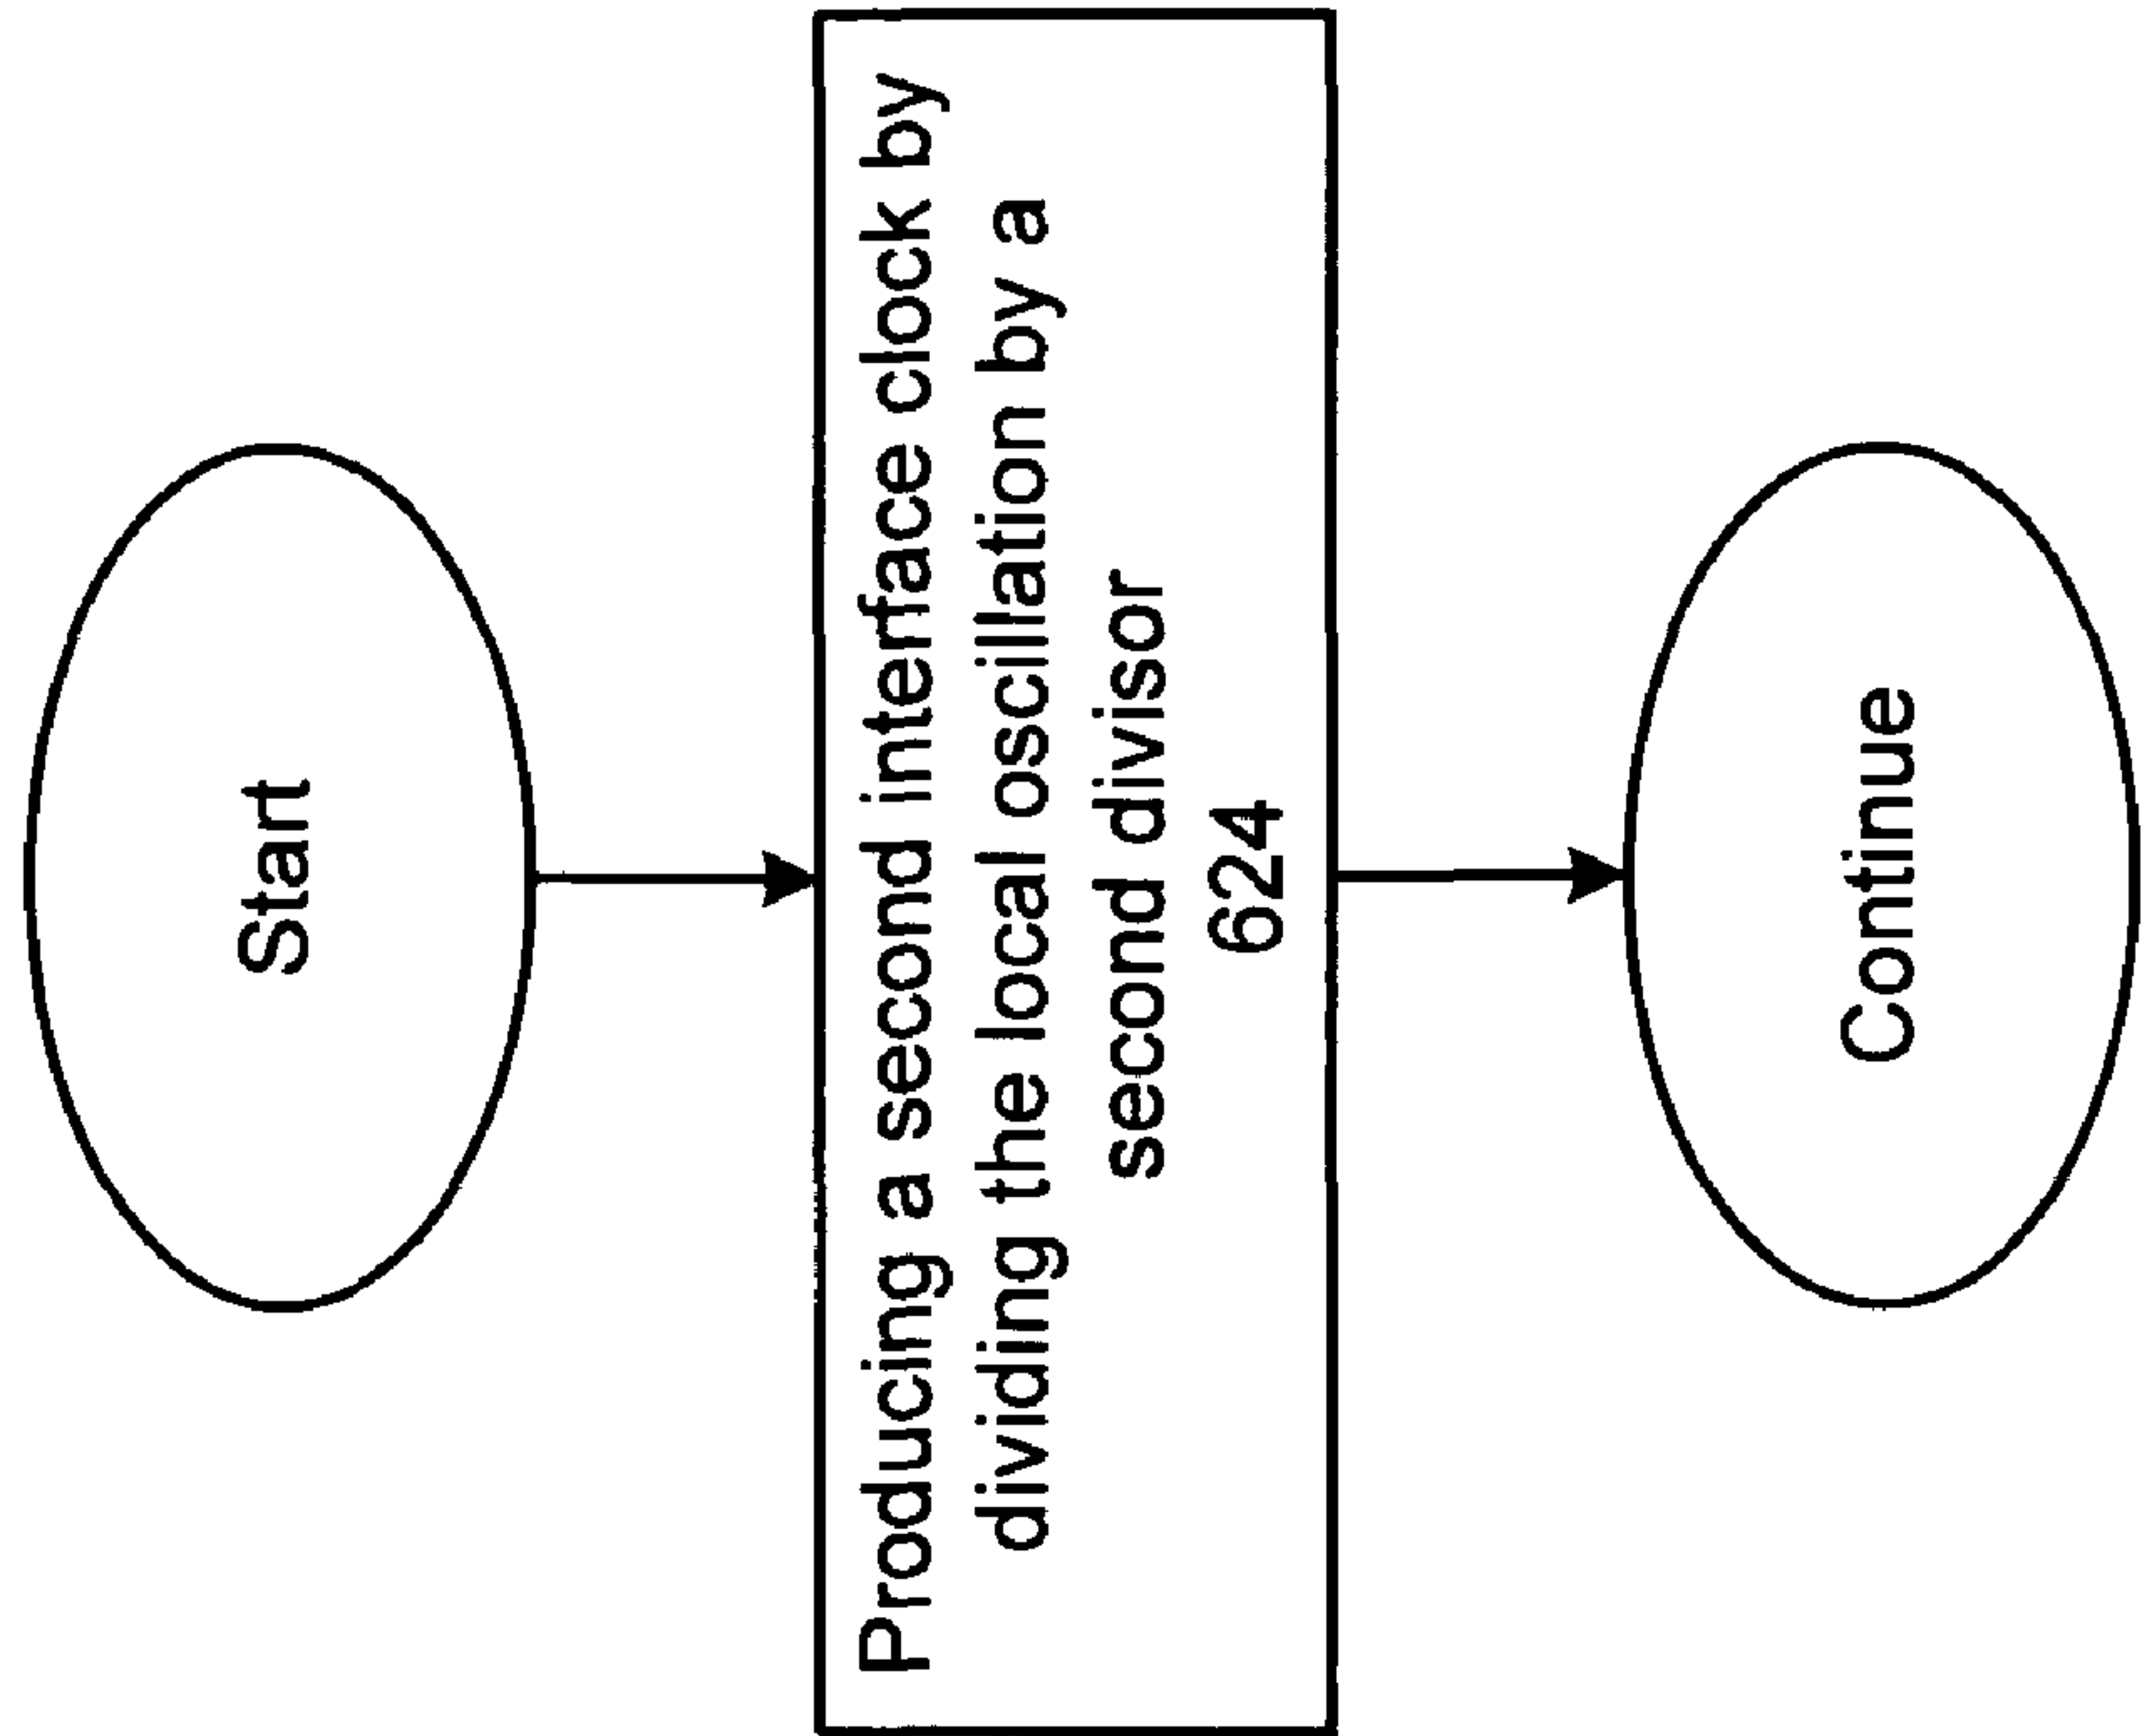 Start
Producing a second interface clock by
dividing the local oscillation by a
second divisor
624
Continue